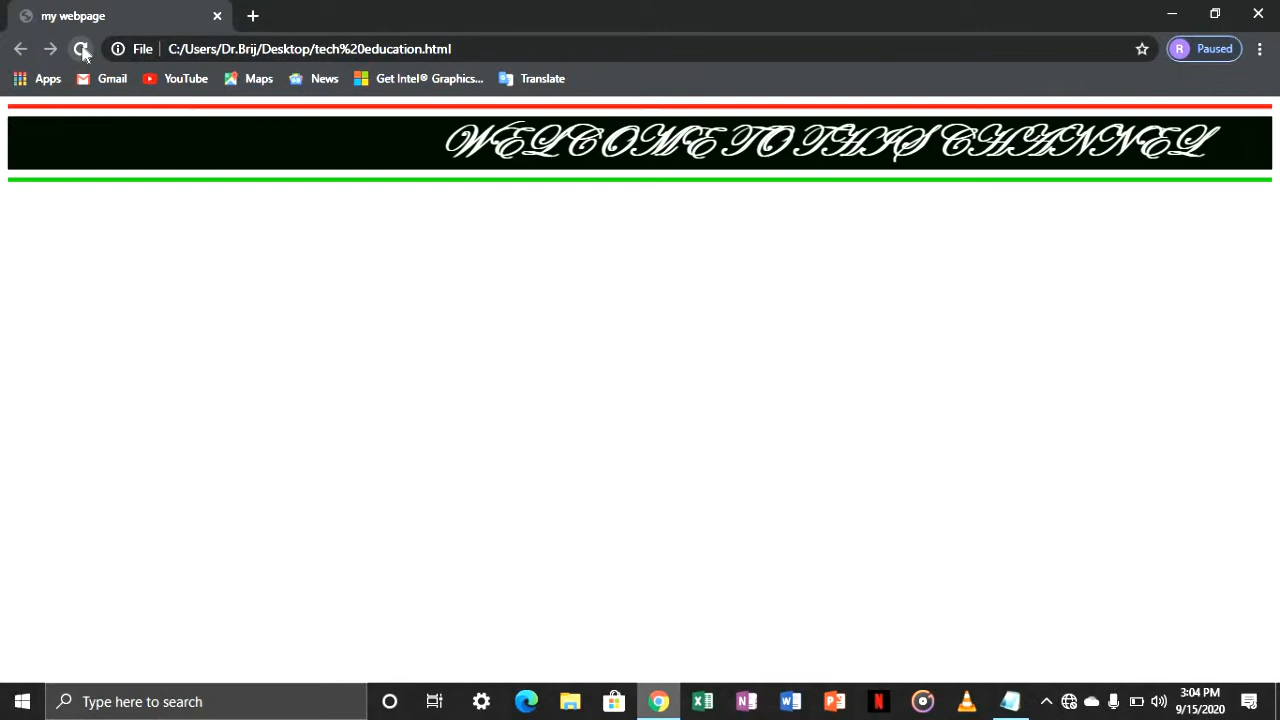 my webpage
File
C:/Users/Dr.Brij/Desktop/tech%20education.html
R
Paused
Apps
Gmail
YouTube
Maps
News
Get Intel® Graphics...
Translate
WELCOME TO THIS CHANNEL
Type here to search
3:04 PM
9/15/2020